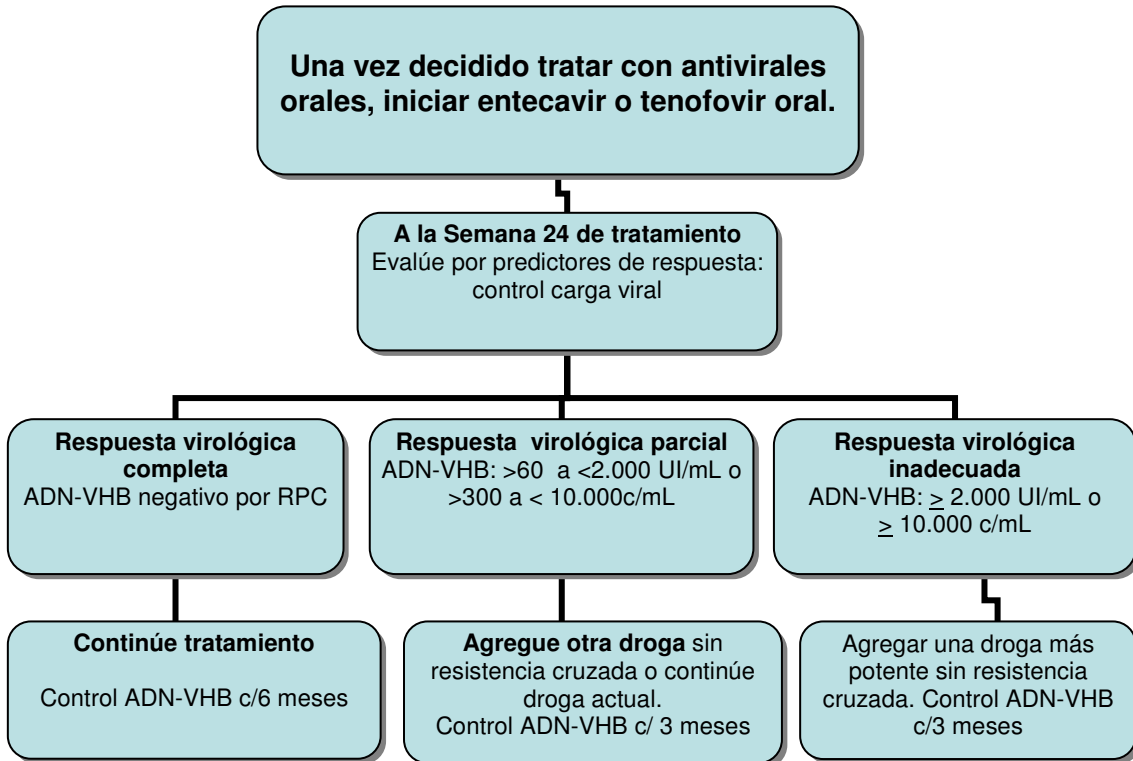 Una vez decidido tratar con antivirales
orales, iniciar entecavir o tenofovir oral.
A la Semana 24 de tratamiento
Evalúe por predictores de respuesta:
control carga viral
Respuesta virológica
completa
ADN-VHB negativo por RPC
Respuesta virológica parcial
ADN-VHB: >60 a <2.000 UI/mL o
>300 a < 10.000c/mL
Respuesta virológica
inadecuada
ADN-VHB: > 2.000 UI/mL o
> 10.000 c/mL
Continúe tratamiento
Control ADN-VHB c/6 meses
Agregue otra droga sin
resistencia cruzada o continúe
droga actual.
Control ADN-VHB c/ 3 meses
Agregar una droga más
potente sin resistencia
cruzada. Control ADN-VHB
c/3 meses